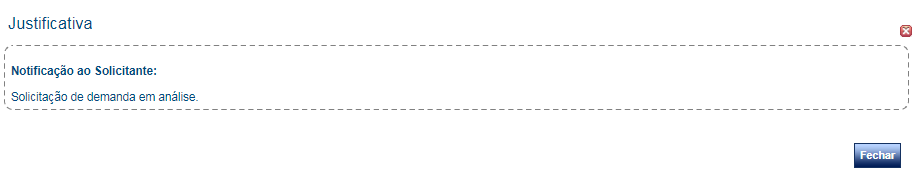 Justificativa
Notificação ao Solicitante:
Solicitação de demanda em análise.
Fechar